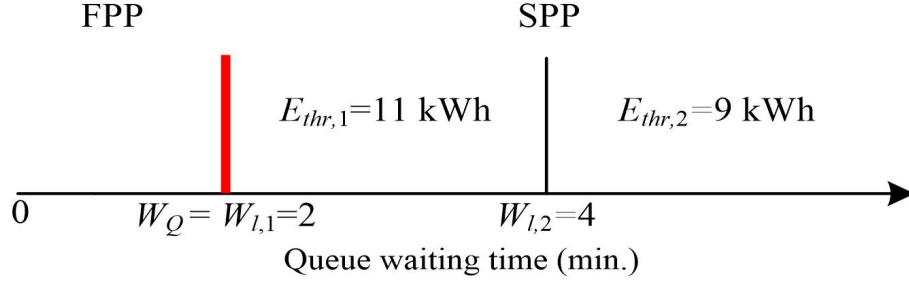 FPP SPP
E_thr,1=11 kWh E_thr,2=9 kWh
0 W_Q= W_l,1=2 W_l,2=4
Queue waiting time (min.)